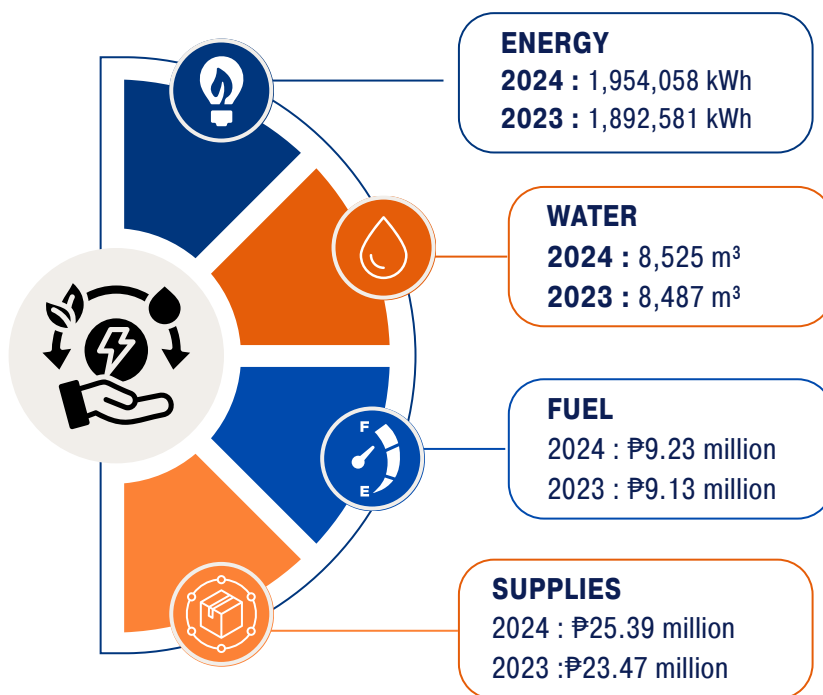 ENERGY
2024 : 1,954,058 kWh
2023 : 1,892,581 kWh
WATER
2024 : 8,525 m³
2023 : 8,487 m³
F
E
FUEL
2024 : ₱9.23 million
2023 : ₱9.13 million
SUPPLIES
2024 : ₱25.39 million
2023 :₱23.47 million